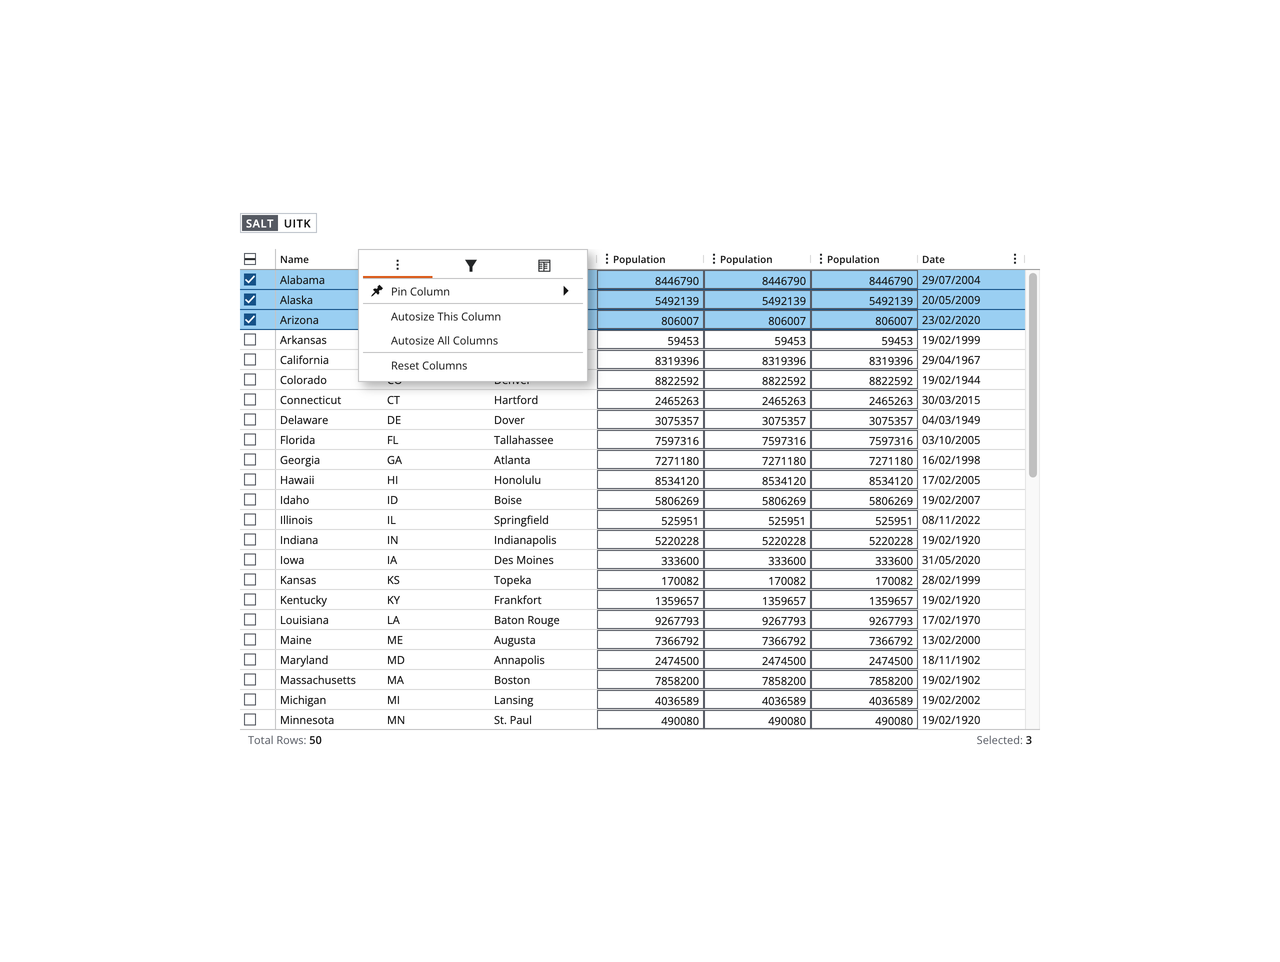 SALT UITK
Name Population Population Population Date
Alabama 8446790 8446790 8446790 29/07/2004
Pin Column
Alaska 5492139 5492139 5492139 20/05/2009
Autosize This Column
Arizona 806007 806007 806007 23/02/2020
Autosize All Columns
Arkansas 59453 59453 59453 19/02/1999
Reset Columns
California 8319396 8319396 8319396 29/04/1967
Colorado CO Denver 8822592 8822592 8822592 19/02/1944
Connecticut CT Hartford 2465263 2465263 2465263 30/03/2015
Delaware DE Dover 3075357 3075357 3075357 04/03/1949
Florida FL Tallahassee 7597316 7597316 7597316 03/10/2005
Georgia GA Atlanta 7271180 7271180 7271180 16/02/1998
Hawaii HI Honolulu 8534120 8534120 8534120 17/02/2005
Idaho ID Boise 5806269 5806269 5806269 19/02/2007
Illinois IL Springfield 525951 525951 525951 08/11/2022
Indiana IN Indianapolis 5220228 5220228 5220228 19/02/1920
Iowa IA Des Moines 333600 333600 333600 31/05/2020
Kansas KS Topeka 170082 170082 170082 28/02/1999
Kentucky KY Frankfort 1359657 1359657 1359657 19/02/1920
Louisiana LA Baton Rouge 9267793 9267793 9267793 17/02/1970
Maine ME Augusta 7366792 7366792 7366792 13/02/2000
Maryland MD Annapolis 2474500 2474500 2474500 18/11/1902
Massachusetts MA Boston 7858200 7858200 7858200 19/02/1902
Michigan MI Lansing 4036589 4036589 4036589 19/02/2002
Minnesota MN St. Paul 490080 490080 490080 19/02/1920
Total Rows: 50 Selected: 3